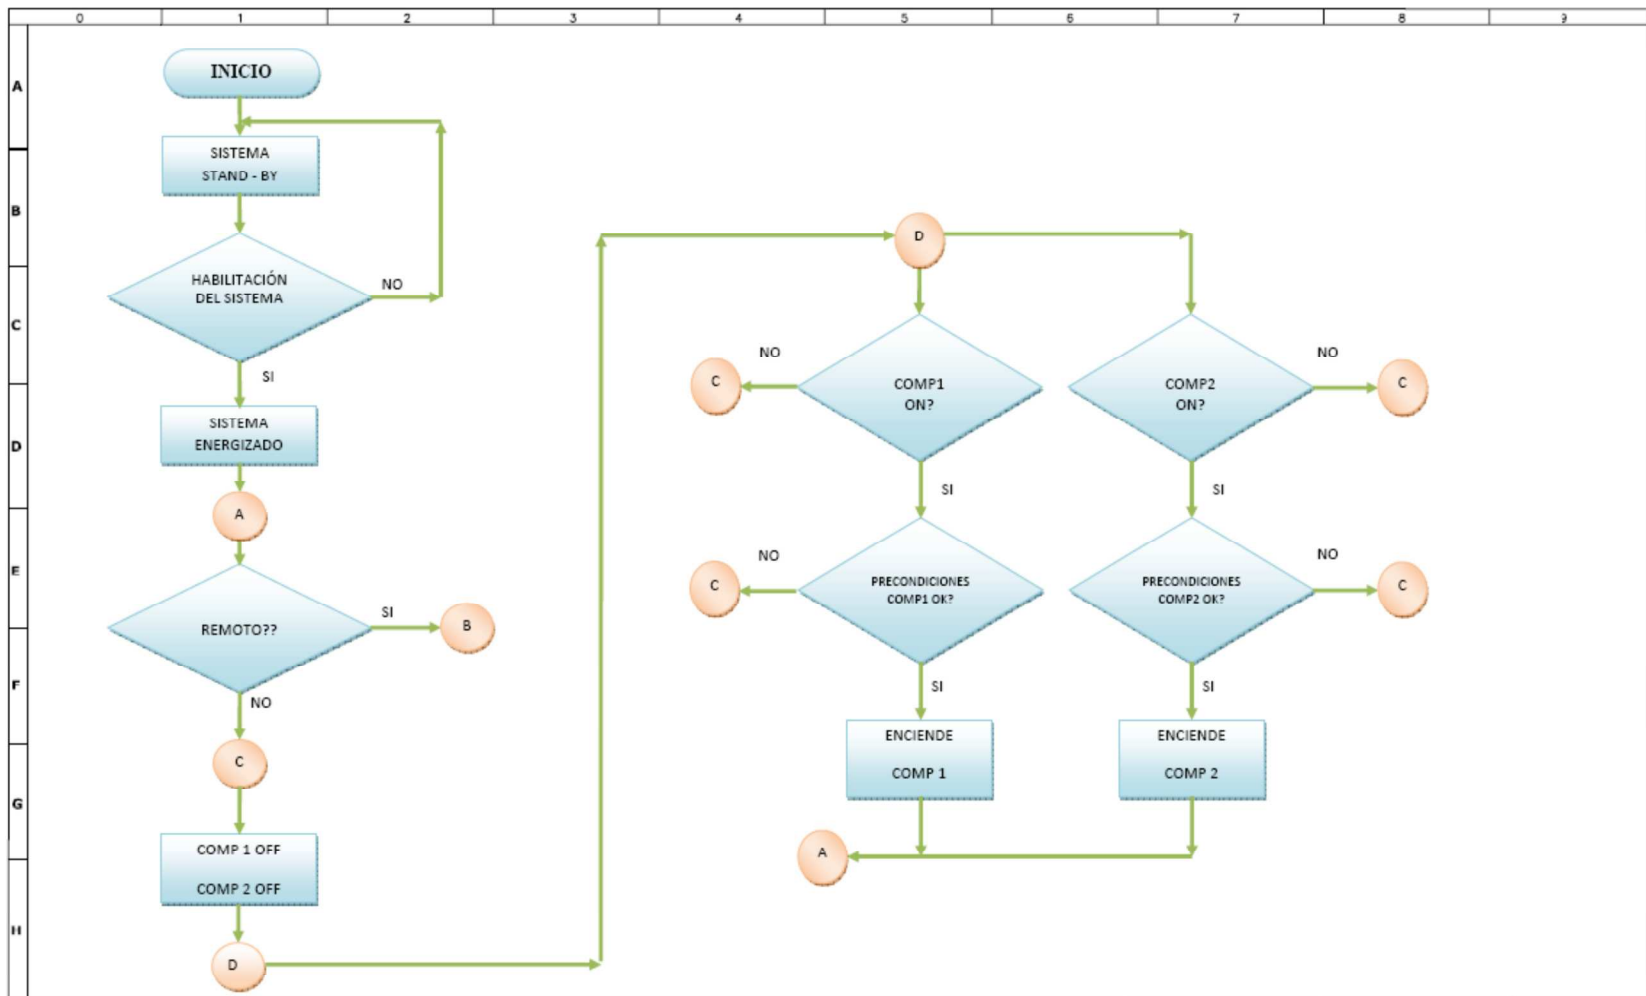 0 1 2 3 4 5 6 7 8 9
A
B
C
D
E
F
G
H
INICIO
SISTEMA
STAND - BY
HABILITACIÓN
DEL SISTEMA
NO
SI
SISTEMA
ENERGIZADO
A
REMOTO??
SI
B
NO
C
COMP 1 OFF
COMP 2 OFF
D
D
COMP1
ON?
NO
C
SI
PRECONDICIONES
COMP1 OK?
NO
C
SI
ENCIENDE
COMP 1
COMP2
ON?
NO
C
SI
PRECONDICIONES
COMP2 OK?
NO
C
SI
ENCIENDE
COMP 2
A